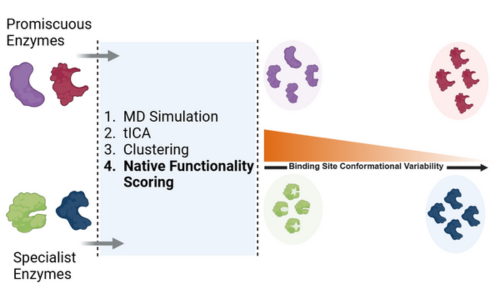 Promiscuous
Enzymes
1. MD Simulation
2. tICA
3. Clustering
4. Native Functionality
Scoring
Binding Site Conformational Variability
Specialist
Enzymes